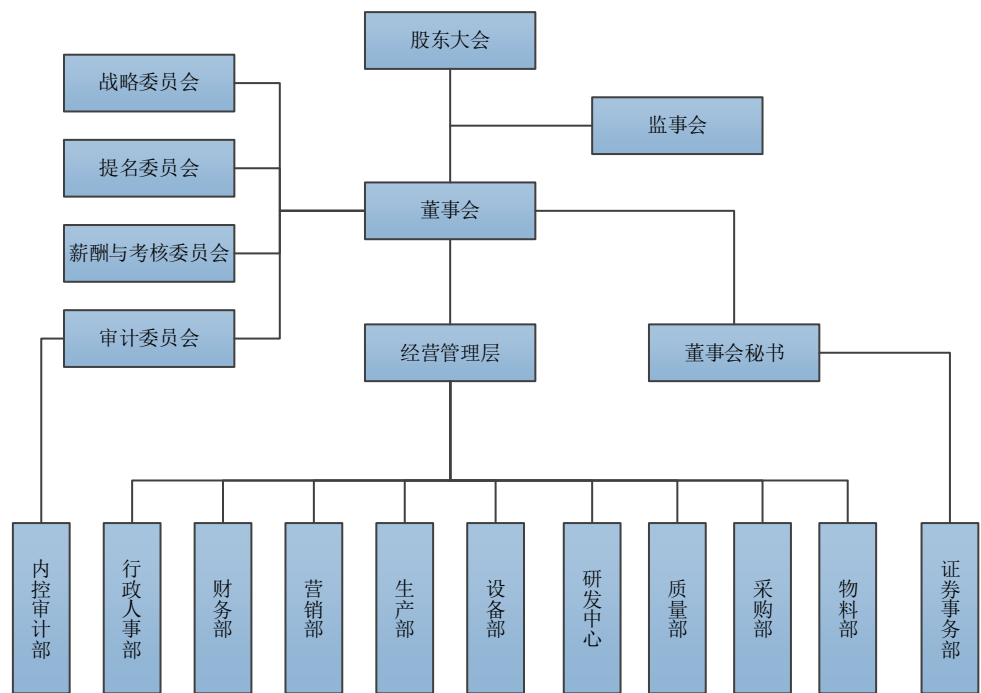 股东大会
战略委员会
监事会
提名委员会
董事会
薪酬与考核委员会
审计委员会
经营管理层
董事会秘书
内控审计部
行政人事部
财务部
营销部
生产部
设备部
研发中心
质量部
采购部
物料部
证券事务部